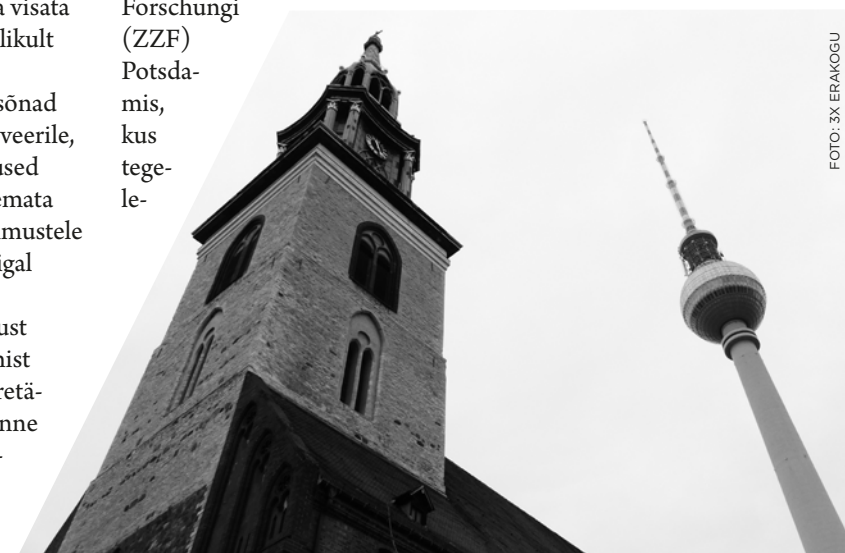 a visata
likult
sõnad
veerile,
used
emata
mustele
igal
ust
nist
retä-
nne
-
Forschungi
(ZZF)
Potsda-
mis,
kus
tege-
le-
FOTO: 3X ERAKOGU